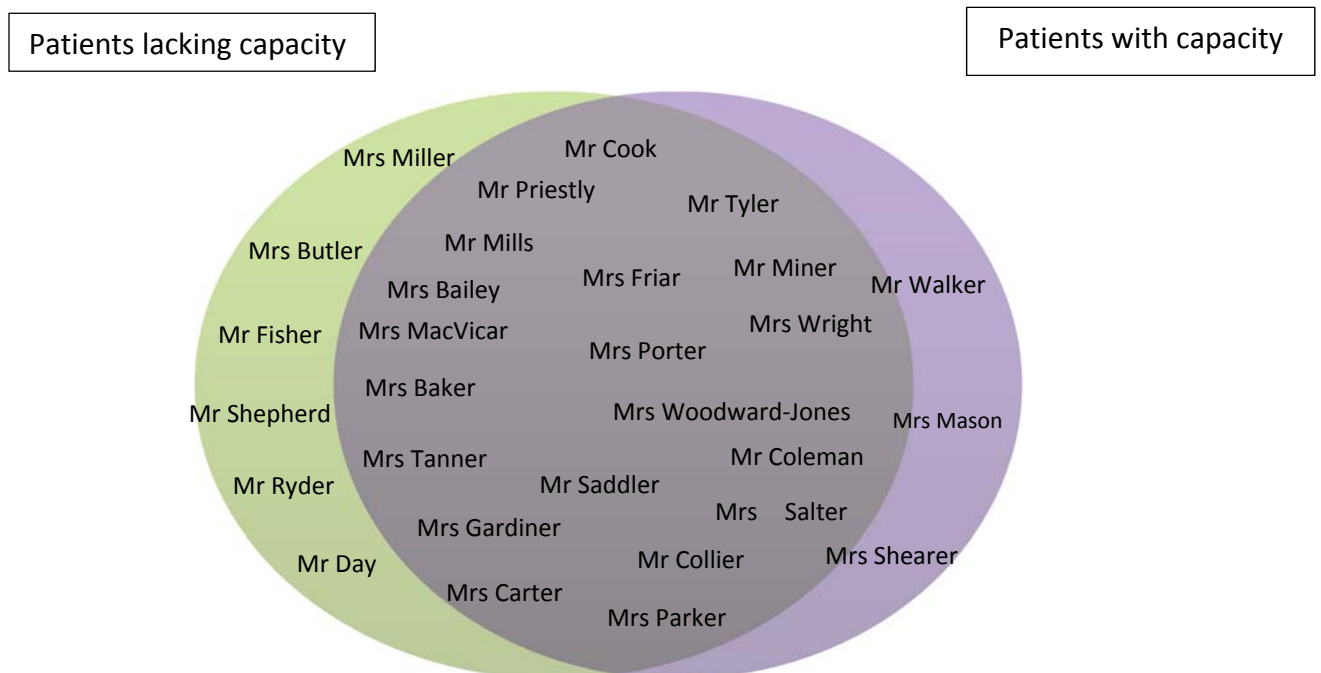 Patients lacking capacity
Patients with capacity
Mrs Miller
Mr Cook
Mr Priestly
Mr Tyler
Mrs Butler
Mr Mills
Mrs Friar
Mr Miner
Mrs Bailey
Mr Walker
Mr Fisher
Mrs MacVicar
Mrs Wright
Mrs Porter
Mrs Baker
Mr Shepherd
Mrs Woodward-Jones
Mrs Mason
Mrs Tanner
Mr Coleman
Mr Ryder
Mr Saddler
Mrs Salter
Mrs Gardiner
Mr Day
Mr Collier
Mrs Shearer
Mrs Carter
Mrs Parker